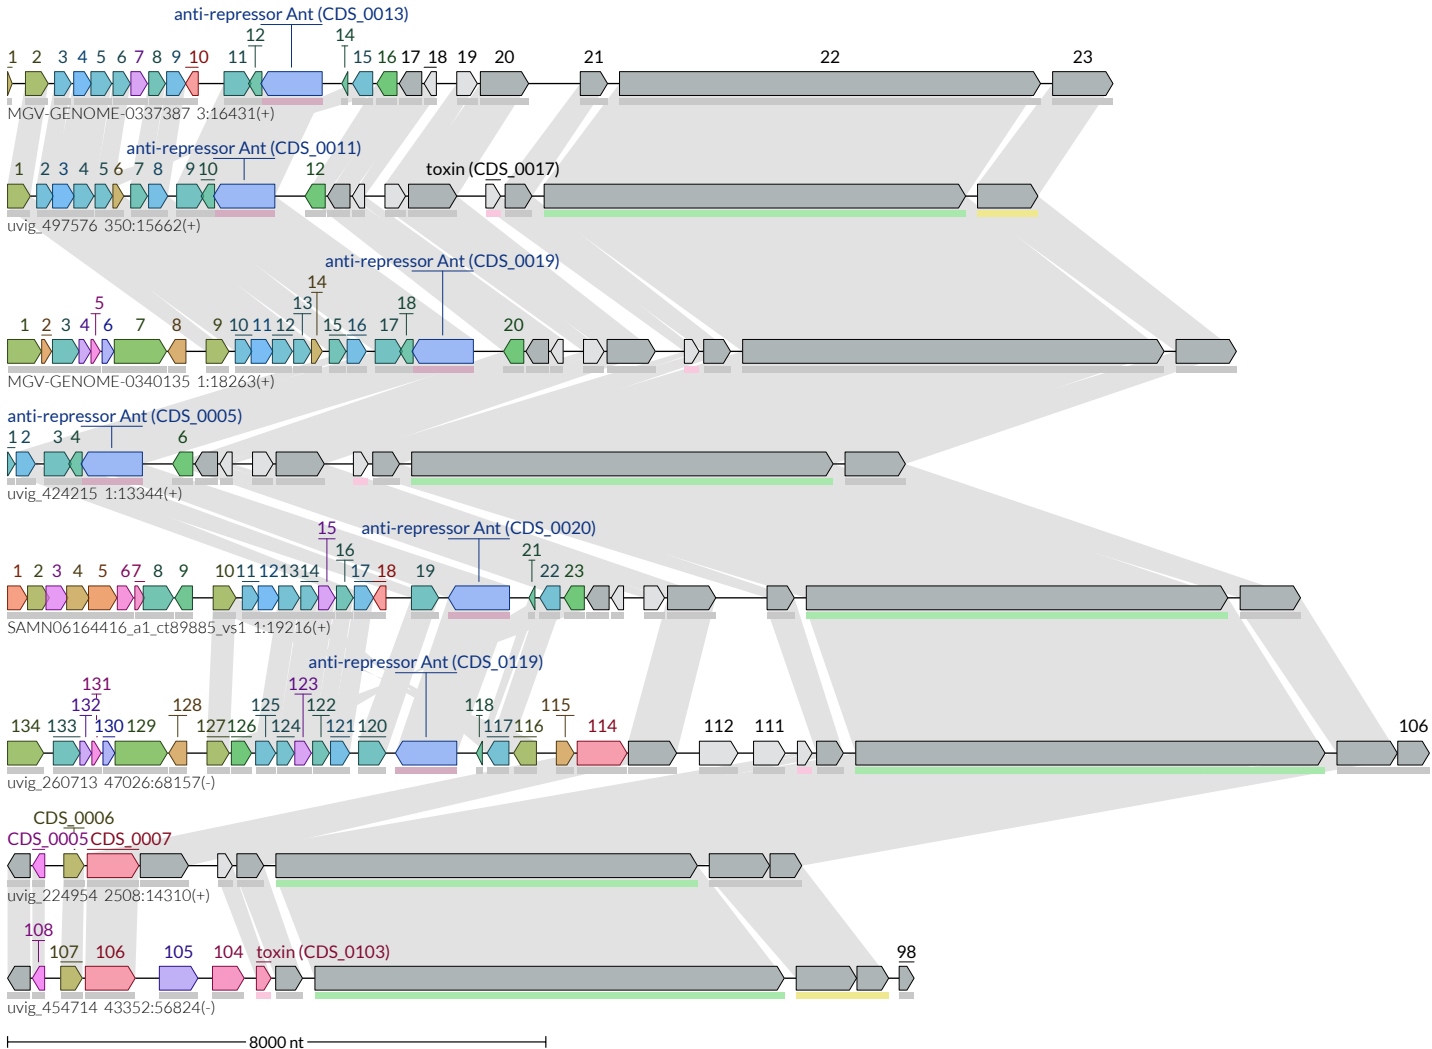 anti-repressor Ant (CDS_0013)
12 14
1 2 3 4 5 6 7 8 9 10 11 15 16 17 18 19 20 21 22 23
MGV-GENOME-0337387 3:16431(+)
anti-repressor Ant (CDS_0011)
1 2 3 4 5 6 7 8 9 10 12 toxin (CDS_0017)
uvig_497576 350:15662(+)
anti-repressor Ant (CDS_0019)
14
5 13 18
1 2 3 4 6 7 8 9 10 11 12 15 16 17 20
MGV-GENOME-0340135 1:18263(+)
anti-repressor Ant (CDS_0005)
1 2 3 4 6
uvig_424215 1:13344(+)
15 anti-repressor Ant (CDS_0020)
16 21
1 2 3 4 5 6 7 8 9 10 11 12 13 14 17 18 19 22 23
SAMN06164416_a1_ct89885_vs1 1:19216(+)
anti-repressor Ant (CDS_0119)
131 123
132 128 125 122 118 115
134 133 130 129 127 126 124 121 120 117 116 114 112 111 106
uvig_260713 47026:68157(-)
CDS_0006
CDS_0005 CDS_0007
uvig_224954 2508:14310(+)
108
107 106 105 104 toxin (CDS_0103) 98
uvig_454714 43352:56824(-)
8000 nt